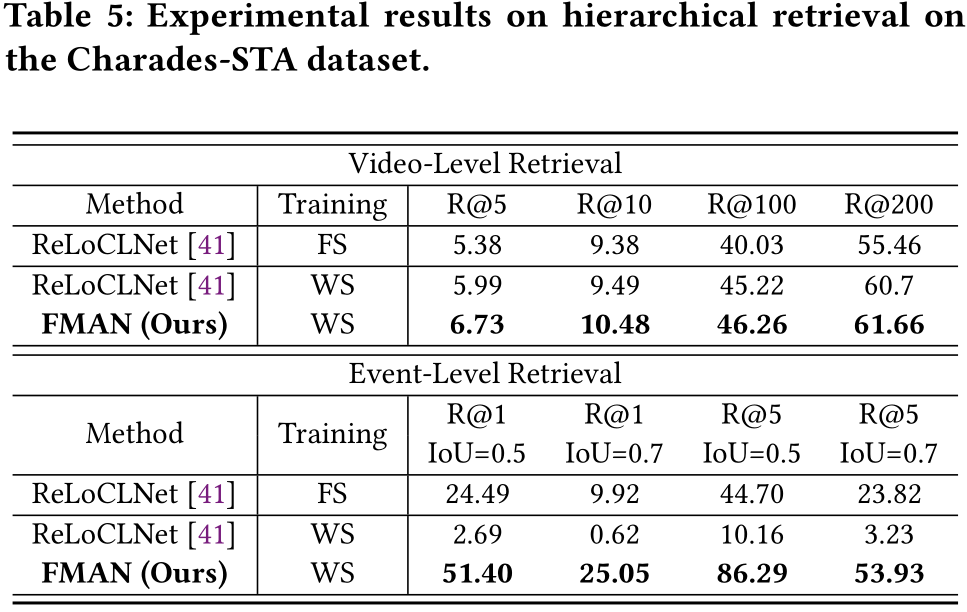 Table 5: Experimental results on hierarchical retrieval on
the Charades-STA dataset.
Video-Level Retrieval
Method Training R@5 R@10 R@100 R@200
ReLoCLNet [41] FS 5.38 9.38 40.03 55.46
ReLoCLNet [41] WS 5.99 9.49 45.22 60.7
FMAN (Ours) WS 6.73 10.48 46.26 61.66
Event-Level Retrieval
Method Training R@1 IoU=0.5 R@1 IoU=0.7 R@5 IoU=0.5 R@5 IoU=0.7
ReLoCLNet [41] FS 24.49 9.92 44.70 23.82
ReLoCLNet [41] WS 2.69 0.62 10.16 3.23
FMAN (Ours) WS 51.40 25.05 86.29 53.93